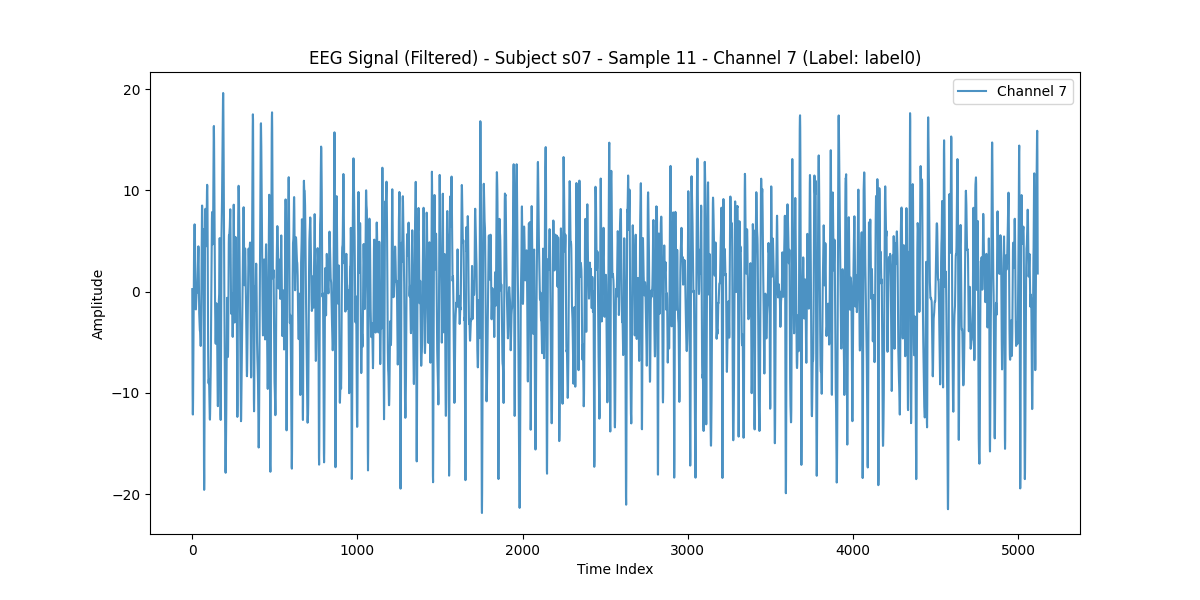 EEG Signal (Filtered) - Subject s07 - Sample 11 - Channel 7 (Label: label0)
Channel 7
20
10
0
−10
−20
Amplitude
0
1000
2000
3000
4000
5000
Time Index